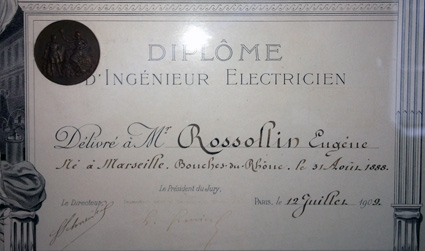 DIPLÔME
D'INGÉNIEUR ELECTRICIEN
Délivré à Mr Rossollin Eugène
Né à Marseille, Bouches-du-Rhône, le 31 Août 1888.
Le Président du Jury,
Le Directeur,
PARIS, le 12 Juillet 1909.